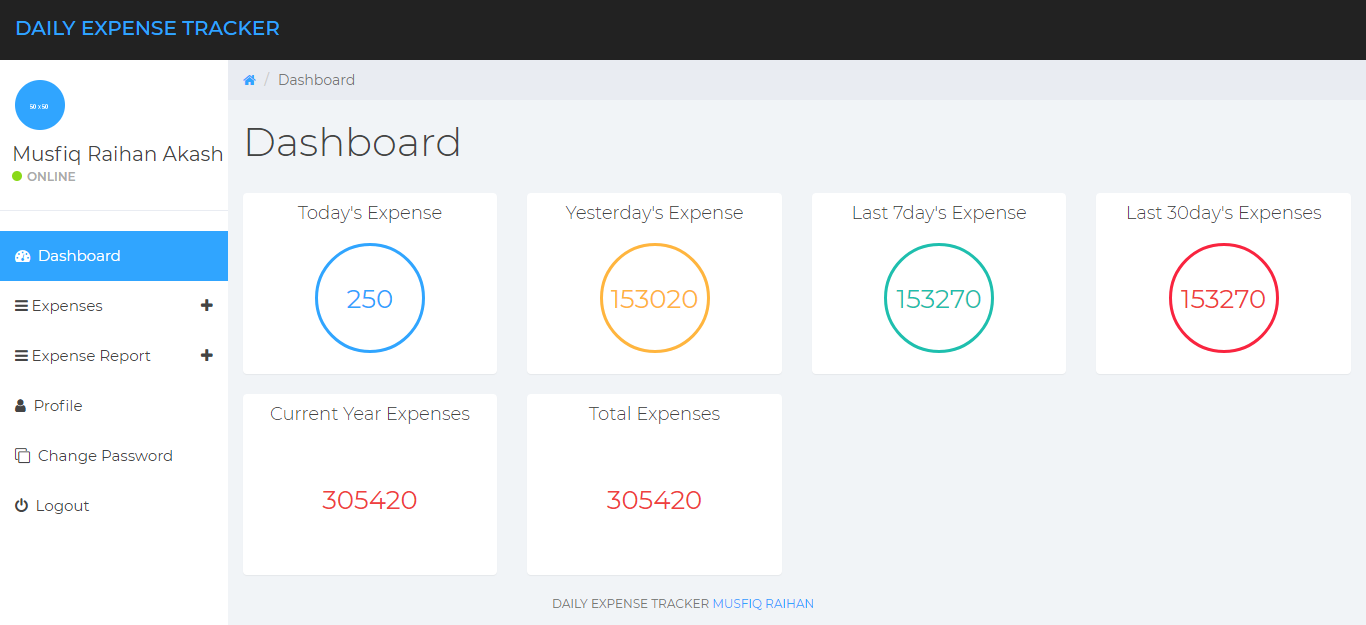 DAILY EXPENSE TRACKER
50 x 50
Musfiq Raihan Akash
ONLINE
Dashboard
Expenses
Expense Report
Profile
Change Password
Logout
/ Dashboard
Dashboard
Today's Expense
250
Yesterday's Expense
153020
Last 7day's Expense
153270
Last 30day's Expenses
153270
Current Year Expenses
305420
Total Expenses
305420
DAILY EXPENSE TRACKER MUSFIQ RAIHAN